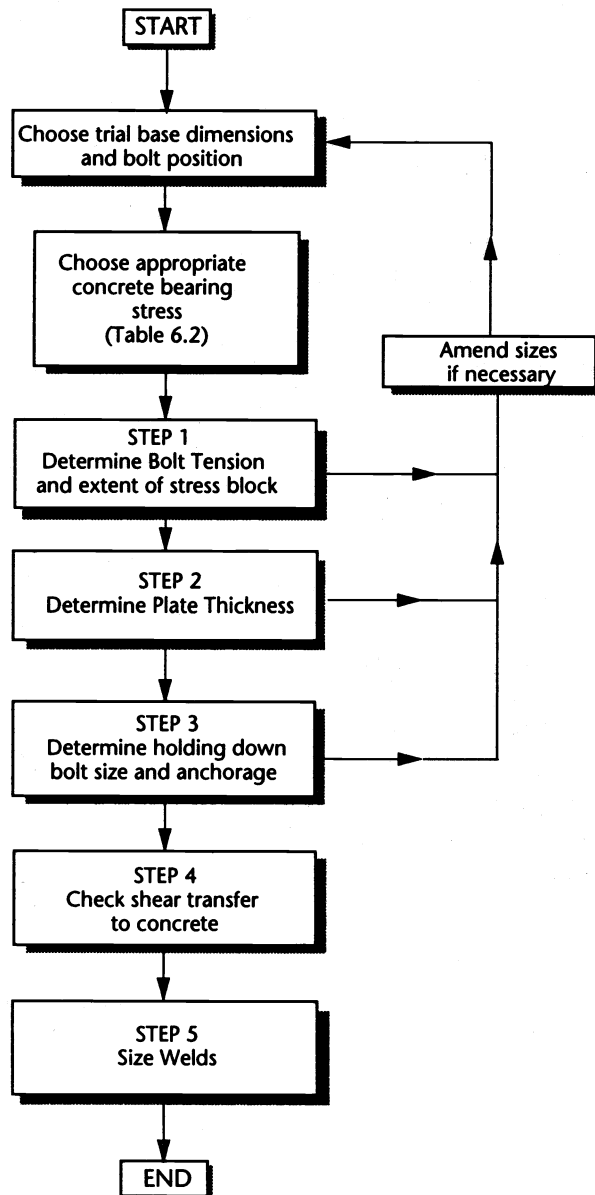 START
Choose trial base dimensions
and bolt position
Choose appropriate
concrete bearing
stress
(Table 6.2)
Amend sizes
if necessary
STEP 1
Determine Bolt Tension
and extent of stress block
STEP 2
Determine Plate Thickness
STEP 3
Determine holding down
bolt size and anchorage
STEP 4
Check shear transfer
to concrete
STEP 5
Size Welds
END